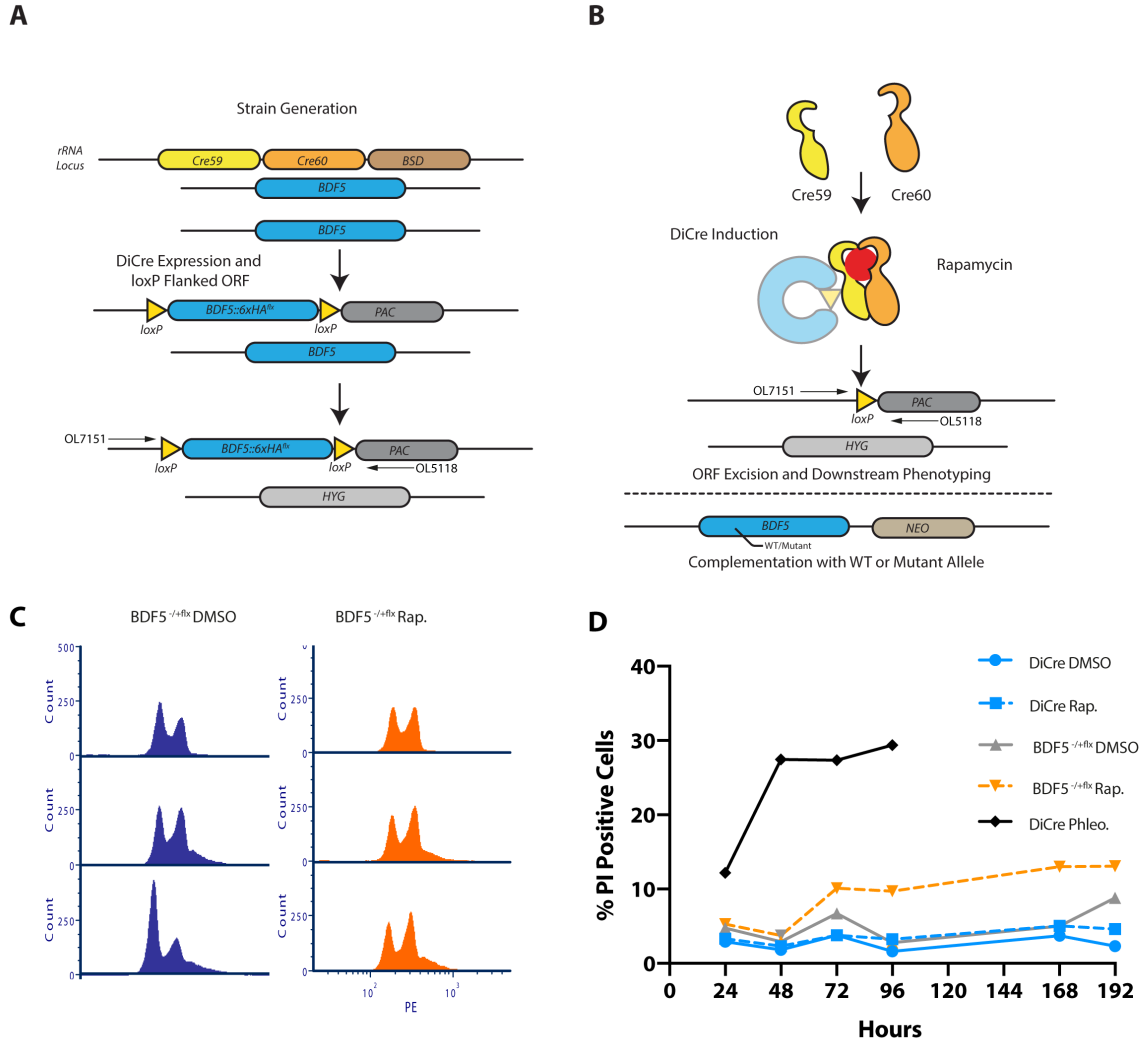 A
Strain Generation
rRNA
Locus
Cre59
Cre60
BSD
BDF5
BDF5
DiCre Expression and
loxP Flanked ORF
BDF5::6xHAflx
PAC
loxP
loxP
BDF5
OL7151
BDF5::6xHAflx
PAC
loxP
loxP
OL5118
HYG
B
Cre59
Cre60
DiCre Induction
Rapamycin
OL7151
PAC
loxP
OL5118
HYG
ORF Excision and Downstream Phenotyping
BDF5
NEO
WT/Mutant
Complementation with WT or Mutant Allele
C
BDF5 -/+flx DMSO
BDF5 -/+flx Rap.
500
250
0
Count
250
0
Count
250
0
Count
0
250
0
Count
250
0
Count
250
0
Count
10²
10³
PE
D
DiCre DMSO
DiCre Rap.
BDF5 -/+flx DMSO
BDF5 -/+flx Rap.
DiCre Phleo.
% PI Positive Cells
40
30
20
10
0
0 24 48 72 96 120 144 168 192
Hours